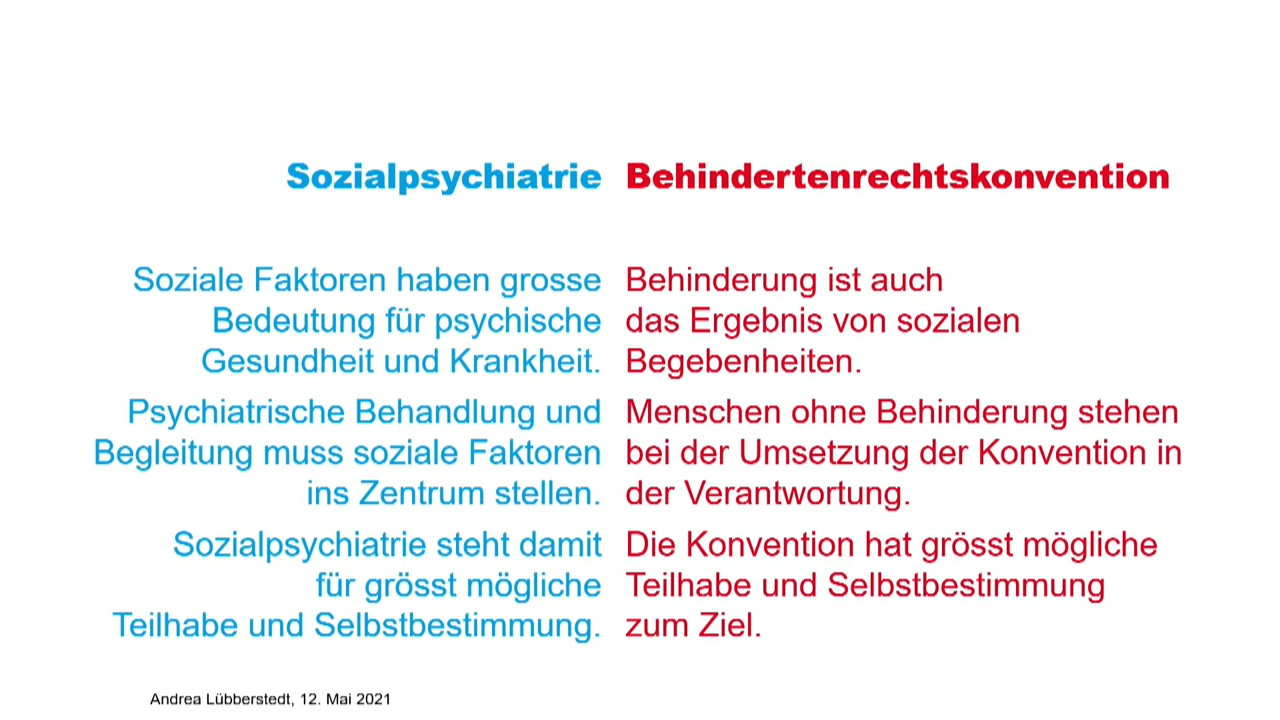 Sozialpsychiatrie
Soziale Faktoren haben grosse
Bedeutung für psychische
Gesundheit und Krankheit.
Psychiatrische Behandlung und
Begleitung muss soziale Faktoren
ins Zentrum stellen.
Sozialpsychiatrie steht damit
für grösst mögliche
Teilhabe und Selbstbestimmung.
Behindertenrechtskonvention
Behinderung ist auch
das Ergebnis von sozialen
Begebenheiten.
Menschen ohne Behinderung stehen
bei der Umsetzung der Konvention in
der Verantwortung.
Die Konvention hat grösst mögliche
Teilhabe und Selbstbestimmung
zum Ziel.
Andrea Lübberstedt, 12. Mai 2021